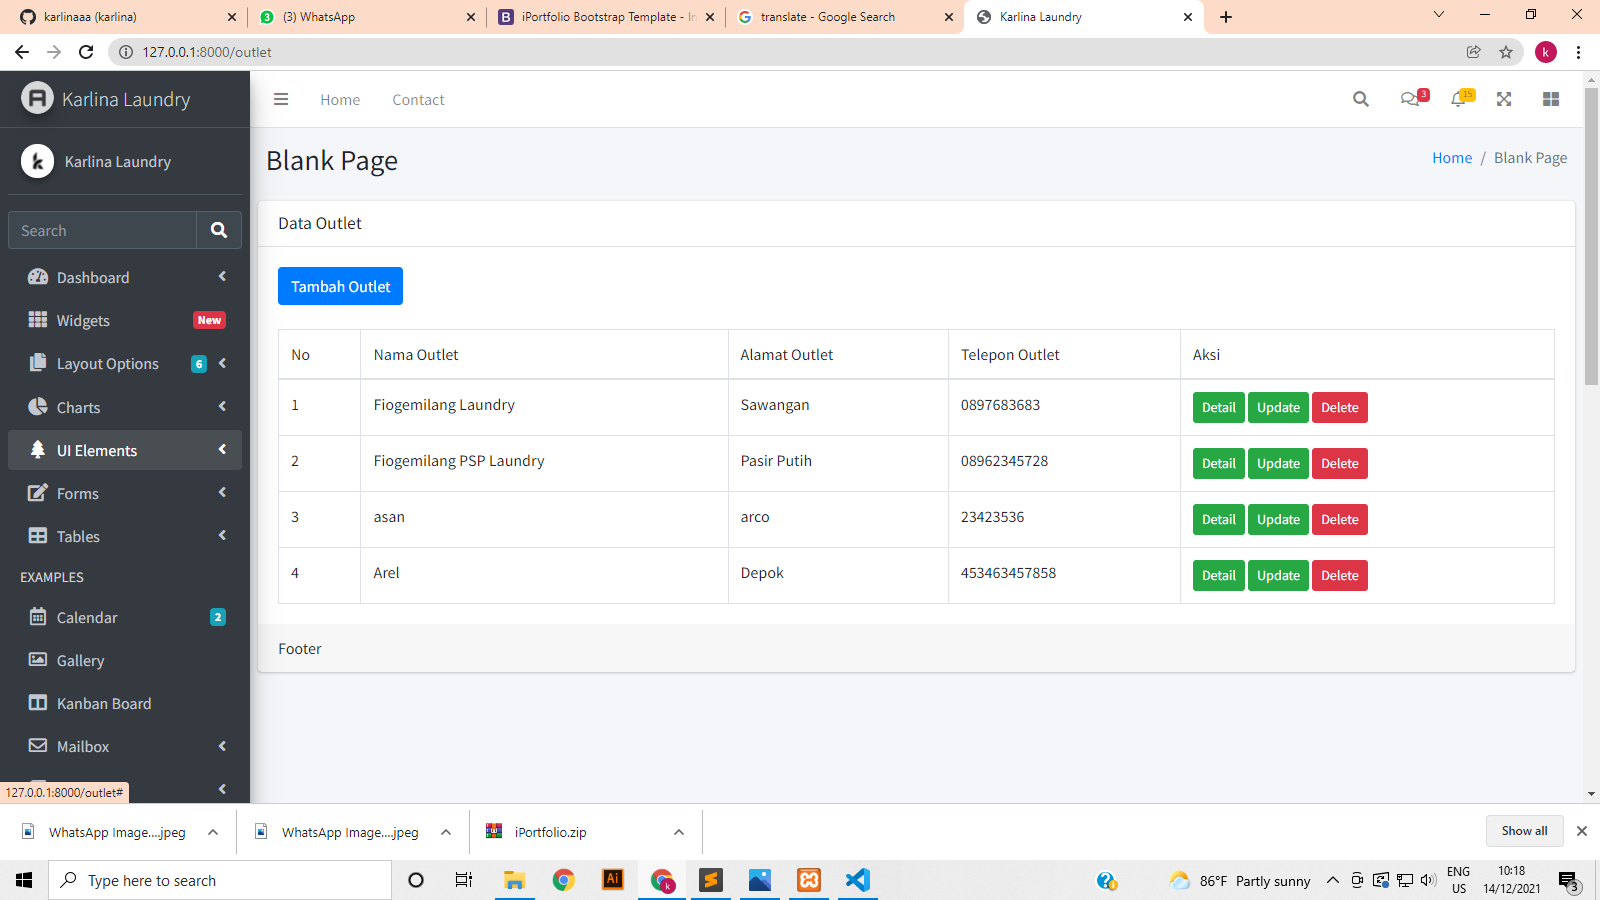 karlinaaa (karlina)
(3) WhatsApp
iPortfolio Bootstrap Template - In
translate - Google Search
Karlina Laundry
127.0.0.1:8000/outlet
k
Karlina Laundry
Home
Contact
3
15
Karlina Laundry
Blank Page
Home / Blank Page
Search
Data Outlet
Dashboard
Tambah Outlet
Widgets New
Layout Options 6
Charts
UI Elements
Forms
Tables
EXAMPLES
Calendar 2
Gallery
Kanban Board
Mailbox
No Nama Outlet Alamat Outlet Telepon Outlet Aksi
1 Fiogemilang Laundry Sawangan 0897683683 Detail Update Delete
2 Fiogemilang PSP Laundry Pasir Putih 08962345728 Detail Update Delete
3 asan arco 23423536 Detail Update Delete
4 Arel Depok 453463457858 Detail Update Delete
Footer
127.0.0.1:8000/outlet#
WhatsApp Image....jpeg
WhatsApp Image....jpeg
iPortfolio.zip
Show all
Type here to search
Ai
k
86°F Partly sunny
ENG
US
10:18
14/12/2021
3